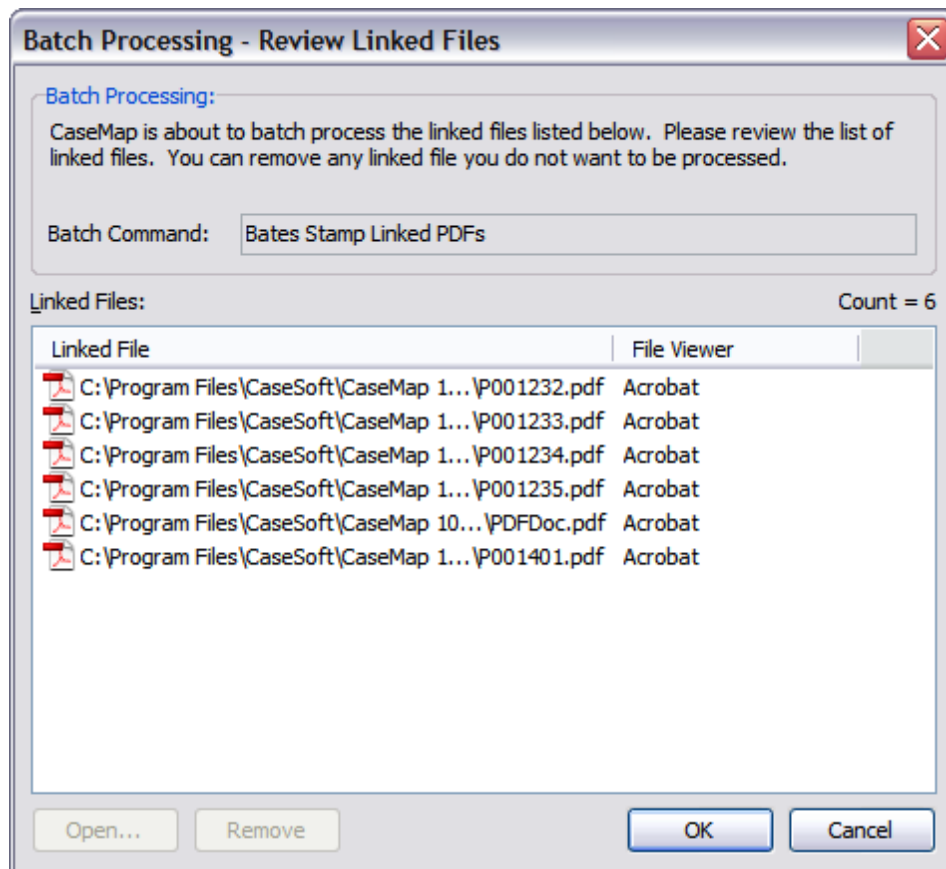 Batch Processing - Review Linked Files
Batch Processing:
CaseMap is about to batch process the linked files listed below.  Please review the list of
linked files.  You can remove any linked file you do not want to be processed.
Batch Command: Bates Stamp Linked PDFs
Linked Files: Count = 6
Linked File File Viewer
C:\Program Files\CaseSoft\CaseMap 1...\P001232.pdf Acrobat
C:\Program Files\CaseSoft\CaseMap 1...\P001233.pdf Acrobat
C:\Program Files\CaseSoft\CaseMap 1...\P001234.pdf Acrobat
C:\Program Files\CaseSoft\CaseMap 1...\P001235.pdf Acrobat
C:\Program Files\CaseSoft\CaseMap 10...\PDFDoc.pdf Acrobat
C:\Program Files\CaseSoft\CaseMap 1...\P001401.pdf Acrobat
Open... Remove OK Cancel